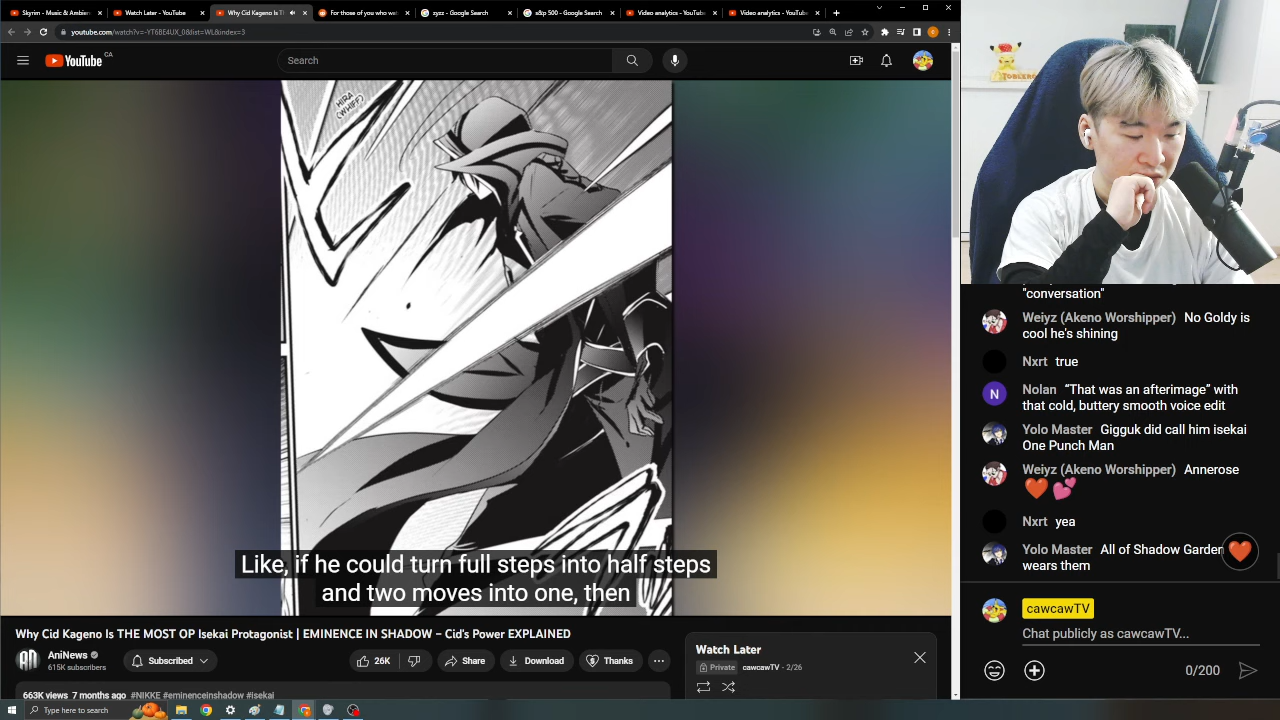 Skyrim - Music & Ambien
Watch Later - YouTube
Why Cid Kageno Is T
For those of you who wat
zyzz - Google Search
s&p 500 - Google Search
Video analytics - YouTub
Video analytics - YouTub
youtube.com/watch?v=-YT6BE4UX_0&list=WL&index=3
YouTube CA
Search
HIRA
(WHIFF)
Like, if he could turn full steps into half steps
and two moves into one, then
Why Cid Kageno Is THE MOST OP Isekai Protagonist | EMINENCE IN SHADOW – Cid's Power EXPLAINED
AniNews
615K subscribers
Subscribed
26K
Share
Download
Thanks
663K views 7 months ago #NIKKE #eminenceinshadow #isekai
Watch Later
Private cawcawTV - 2/26
Type here to search
"conversation"
Weiyz (Akeno Worshipper) No Goldy is
cool he's shining
Nxrt true
N
Nolan “That was an afterimage” with
that cold, buttery smooth voice edit
Yolo Master Gigguk did call him isekai
One Punch Man
Weiyz (Akeno Worshipper) Annerose
Nxrt yea
Yolo Master All of Shadow Garden
wears them
cawcawTV
Chat publicly as cawcawTV...
0/200